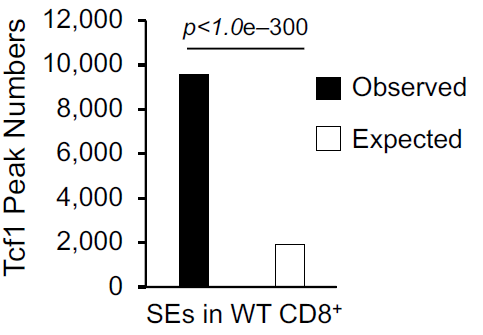 12,000
p<1.0e–300
10,000
8,000
6,000
4,000
2,000
0
Tcf1 Peak Numbers
Observed
Expected
SEs in WT CD8⁺